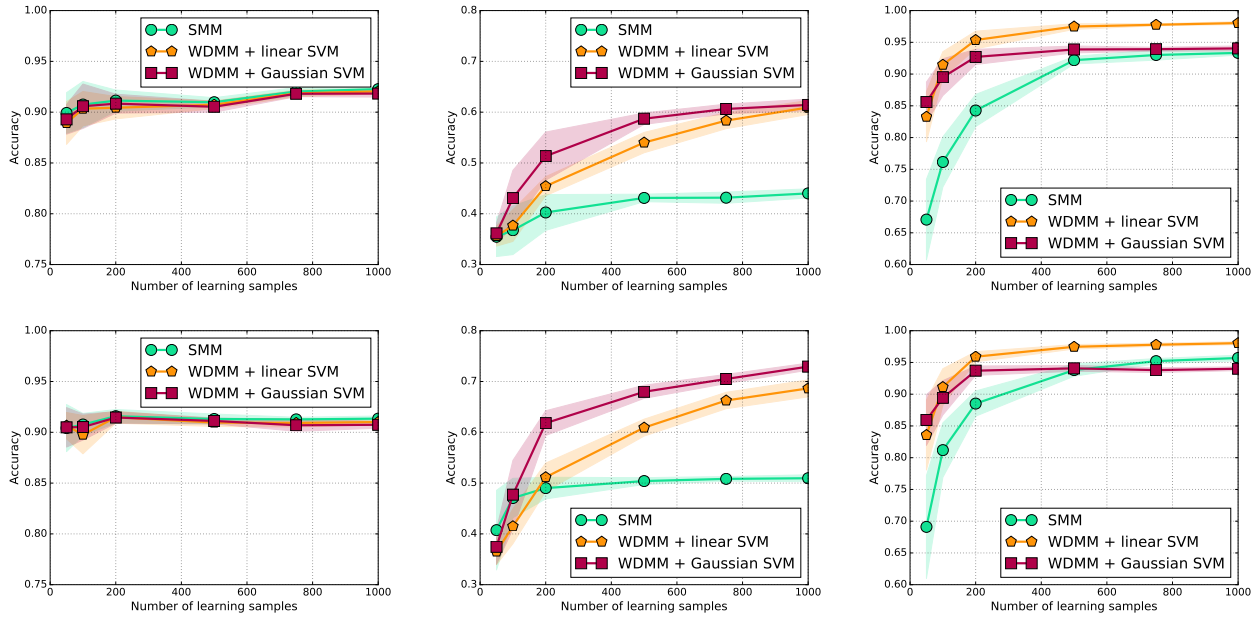 1.00
0.95
0.90
0.85
0.80
0.75
Accuracy
SMM
WDMM + linear SVM
WDMM + Gaussian SVM
0 200 400 600 800 1000
Number of learning samples
0.8
0.7
0.6
0.5
0.4
0.3
Accuracy
SMM
WDMM + linear SVM
WDMM + Gaussian SVM
0 200 400 600 800 1000
Number of learning samples
1.00
0.95
0.90
0.85
0.80
0.75
0.70
0.65
0.60
Accuracy
SMM
WDMM + linear SVM
WDMM + Gaussian SVM
0 200 400 600 800 1000
Number of learning samples
1.00
0.95
0.90
0.85
0.80
0.75
Accuracy
SMM
WDMM + linear SVM
WDMM + Gaussian SVM
0 200 400 600 800 1000
Number of learning samples
0.8
0.7
0.6
0.5
0.4
0.3
Accuracy
SMM
WDMM + linear SVM
WDMM + Gaussian SVM
0 200 400 600 800 1000
Number of learning samples
1.00
0.95
0.90
0.85
0.80
0.75
0.70
0.65
0.60
Accuracy
SMM
WDMM + linear SVM
WDMM + Gaussian SVM
0 200 400 600 800 1000
Number of learning samples